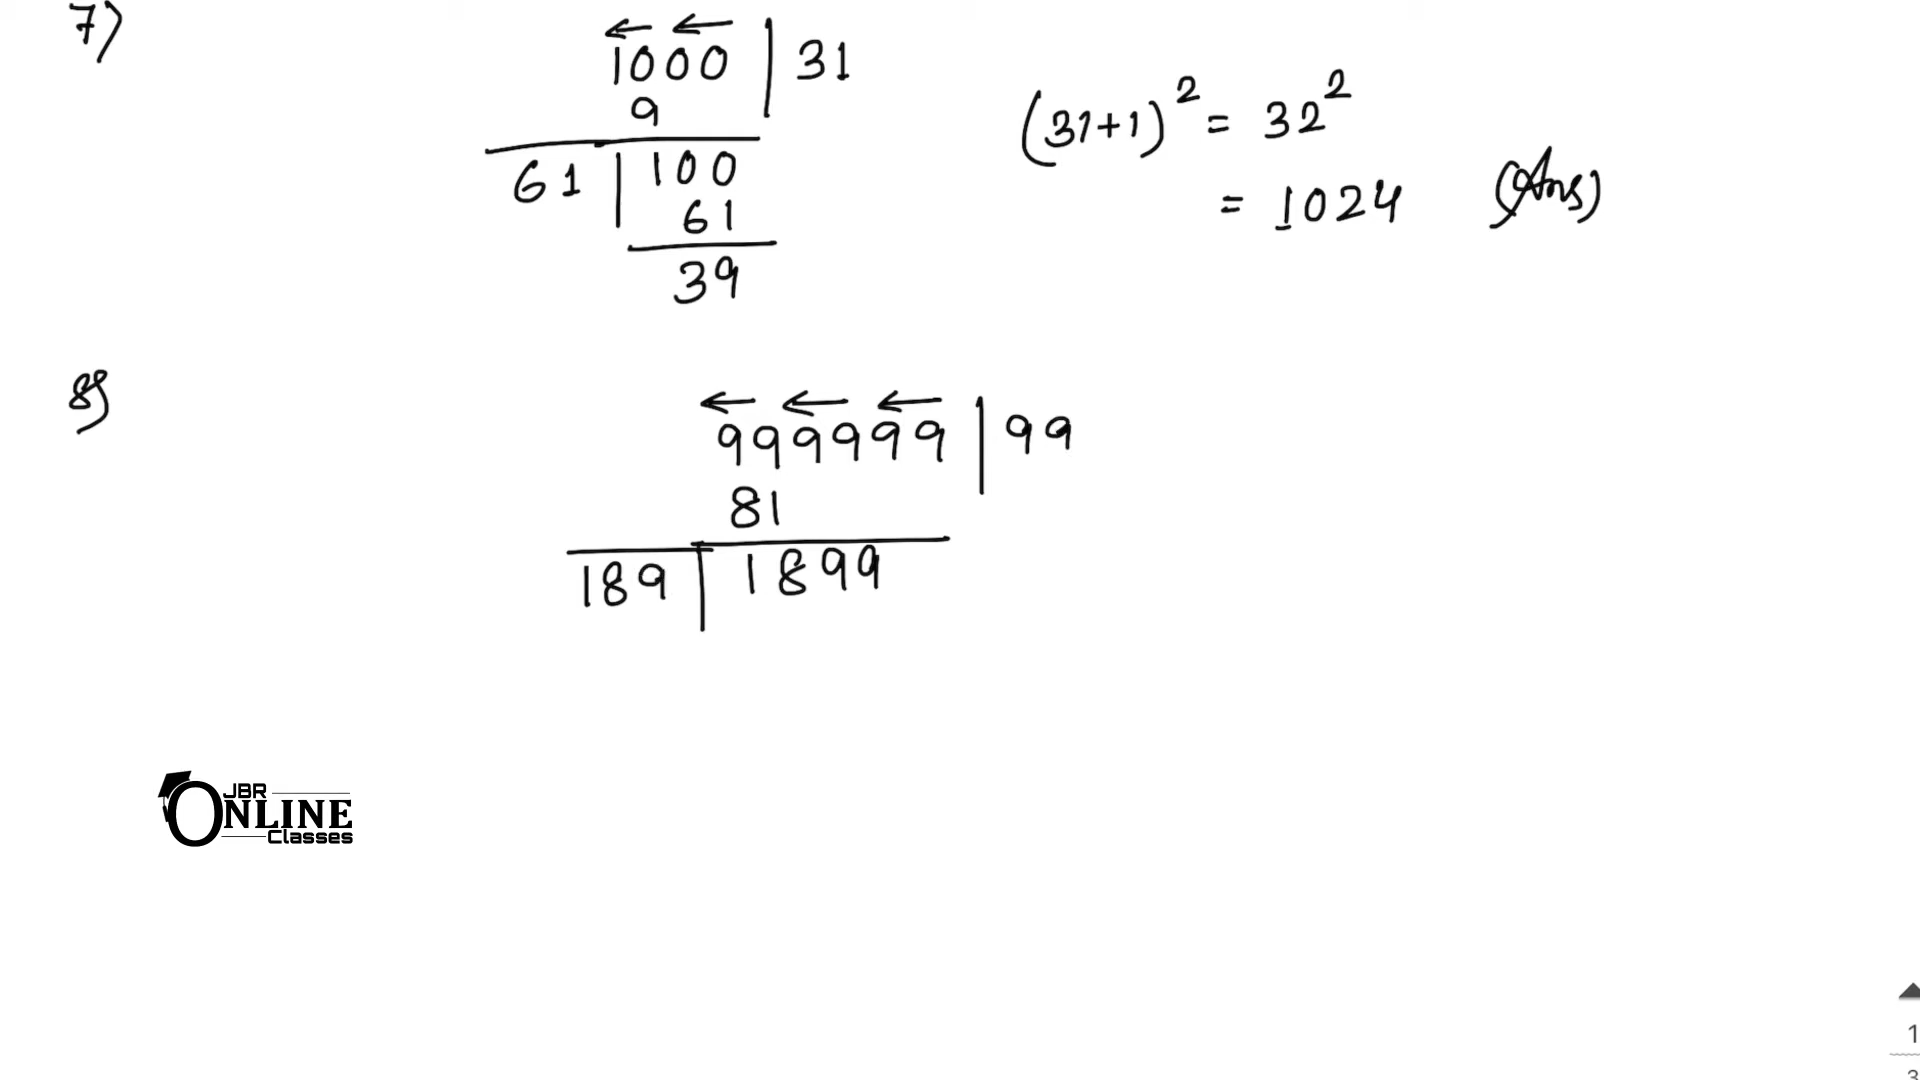 7)
1000 | 31
9
61 | 100
61
39
(31+1)² = 32²
= 1024 (Ans)
8)
999999 | 99
81
189 | 1899
JBR
ONLINE
Classes
1
3